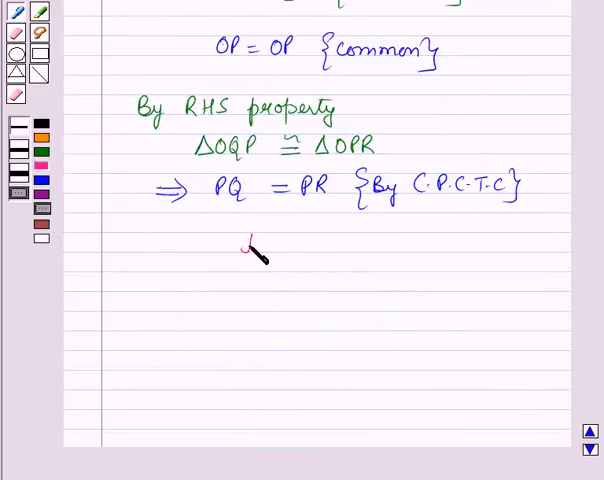 OP = OP {common}
By RHS property
ΔOQP ≅ ΔOPR
⇒ PQ = PR {By C.P.C.T.C}